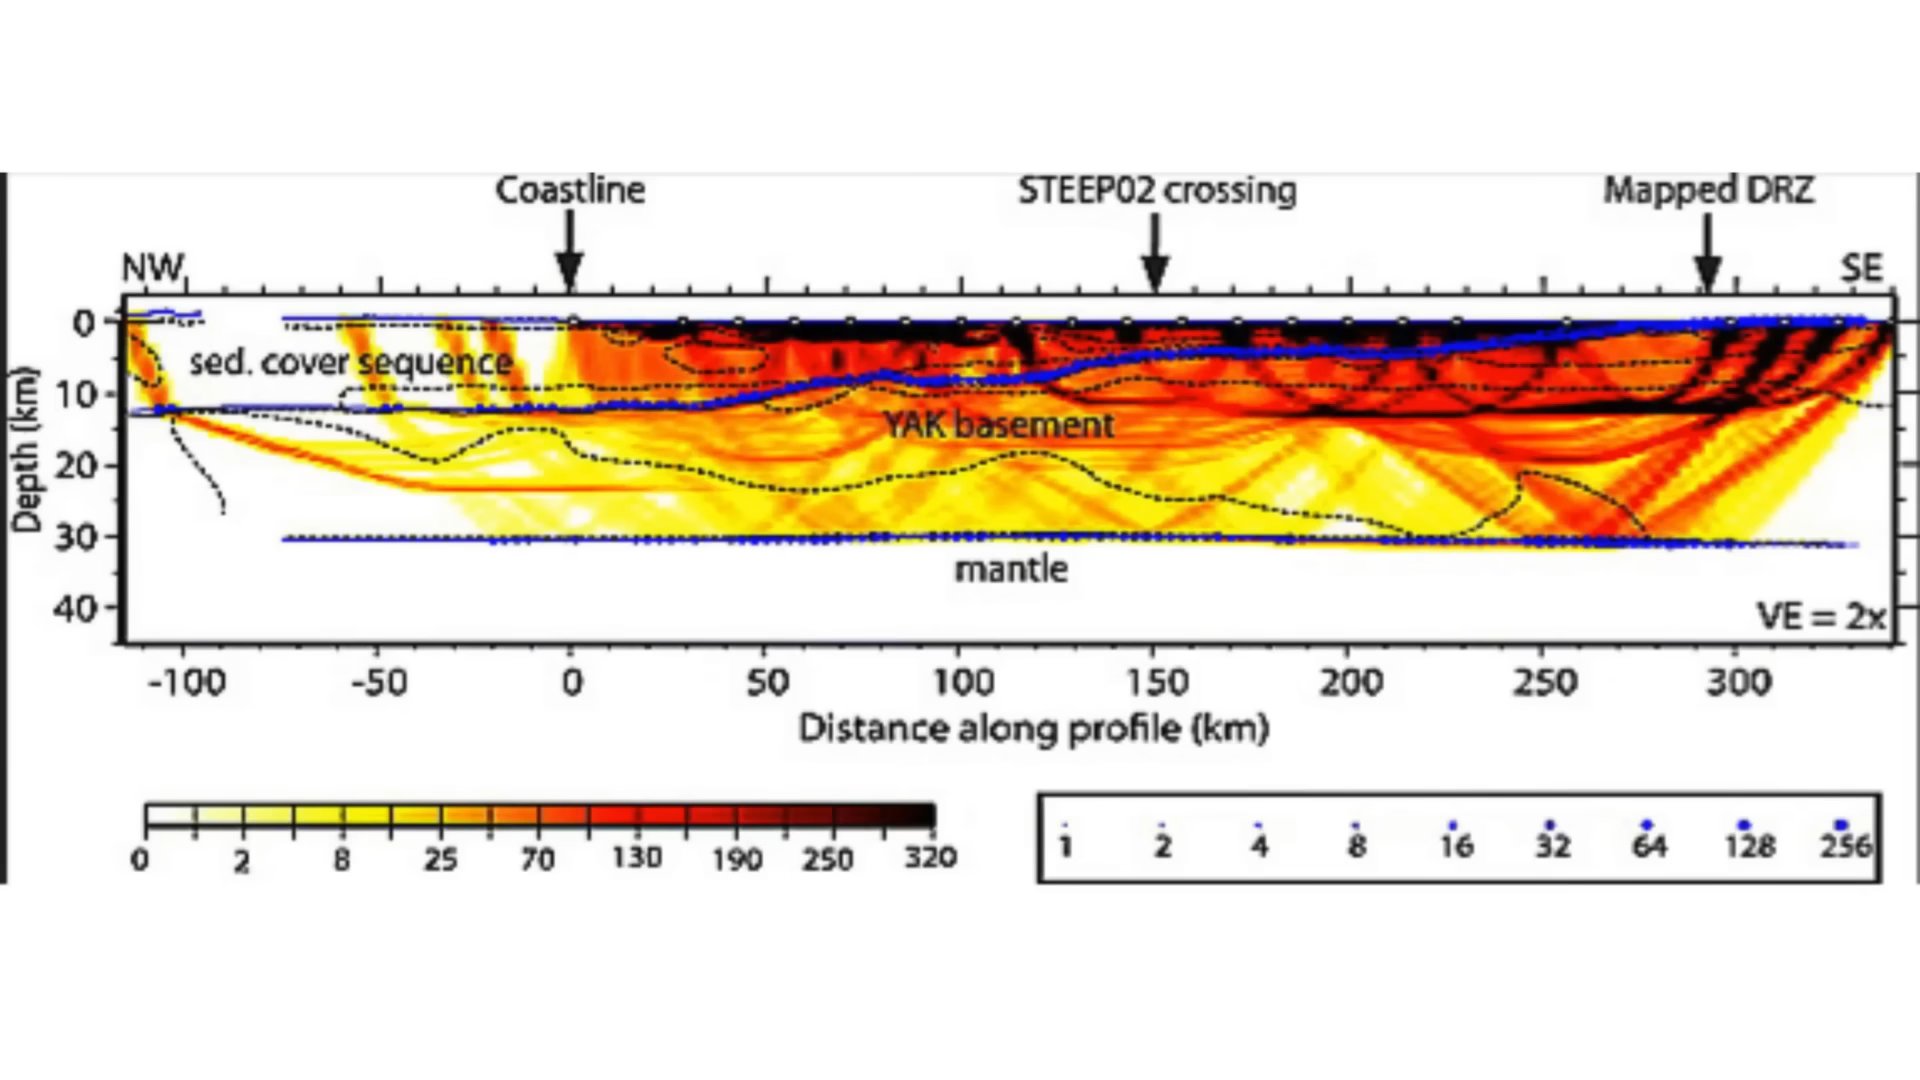 Coastline STEEP02 crossing Mapped DRZ
NW SE
0
sed. cover sequence
10
YAK basement
20
30
mantle
40
VE = 2x
Depth (km)
-100 -50 0 50 100 150 200 250 300
Distance along profile (km)
0 2 8 25 70 130 190 250 320
1 2 4 8 16 32 64 128 256